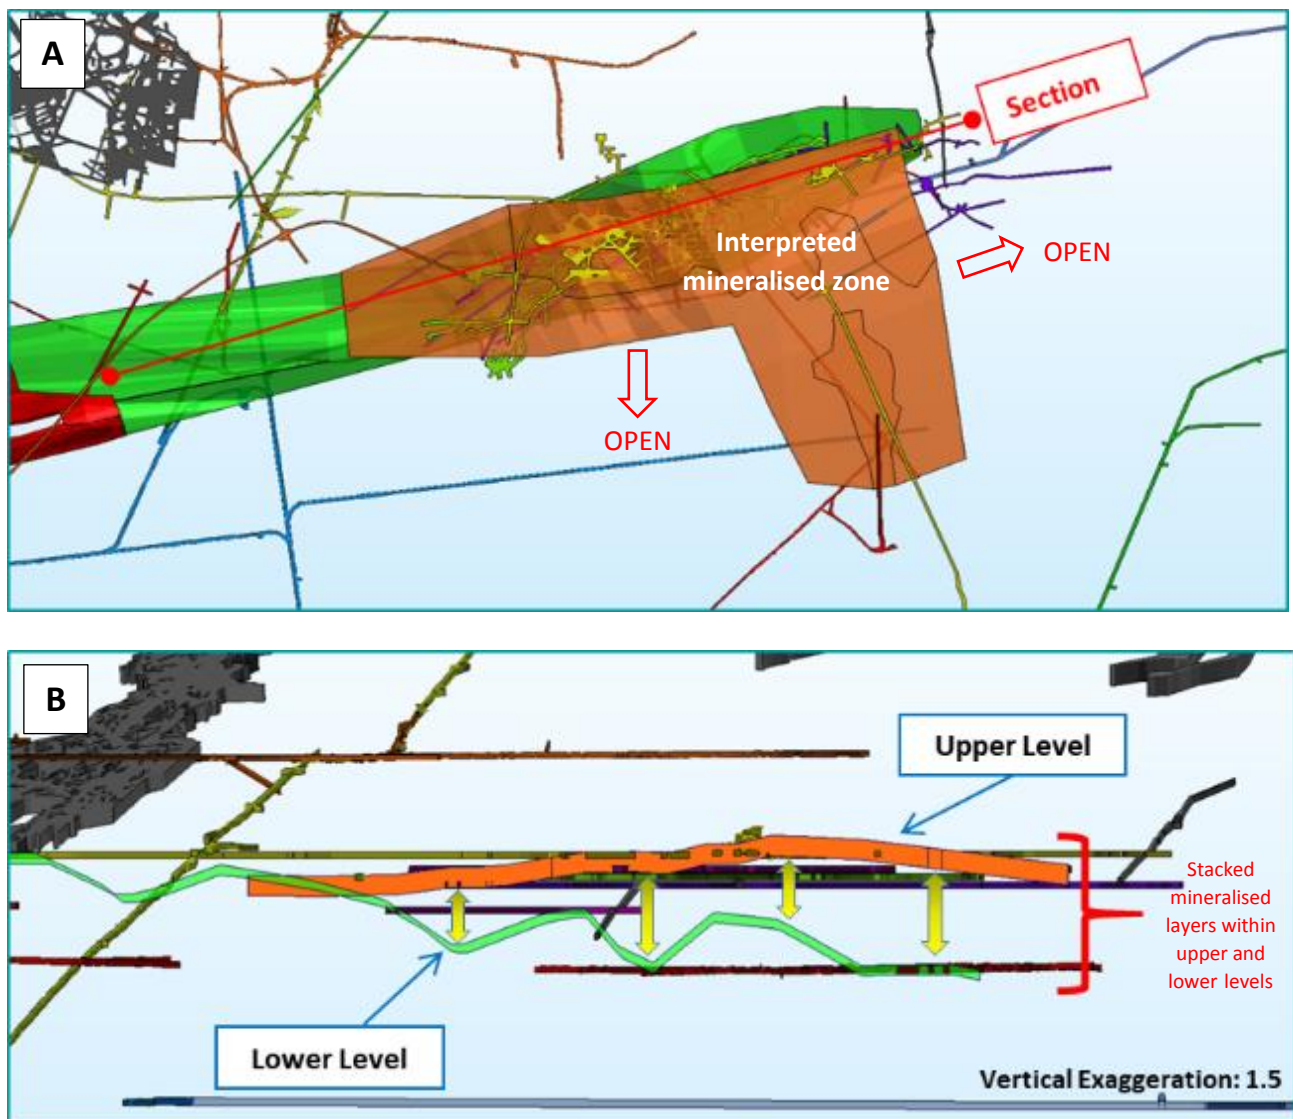 A
Section
Interpreted
mineralised zone
OPEN
OPEN
B
Upper Level
Stacked
mineralised
layers within
upper and
lower levels
Lower Level
Vertical Exaggeration: 1.5